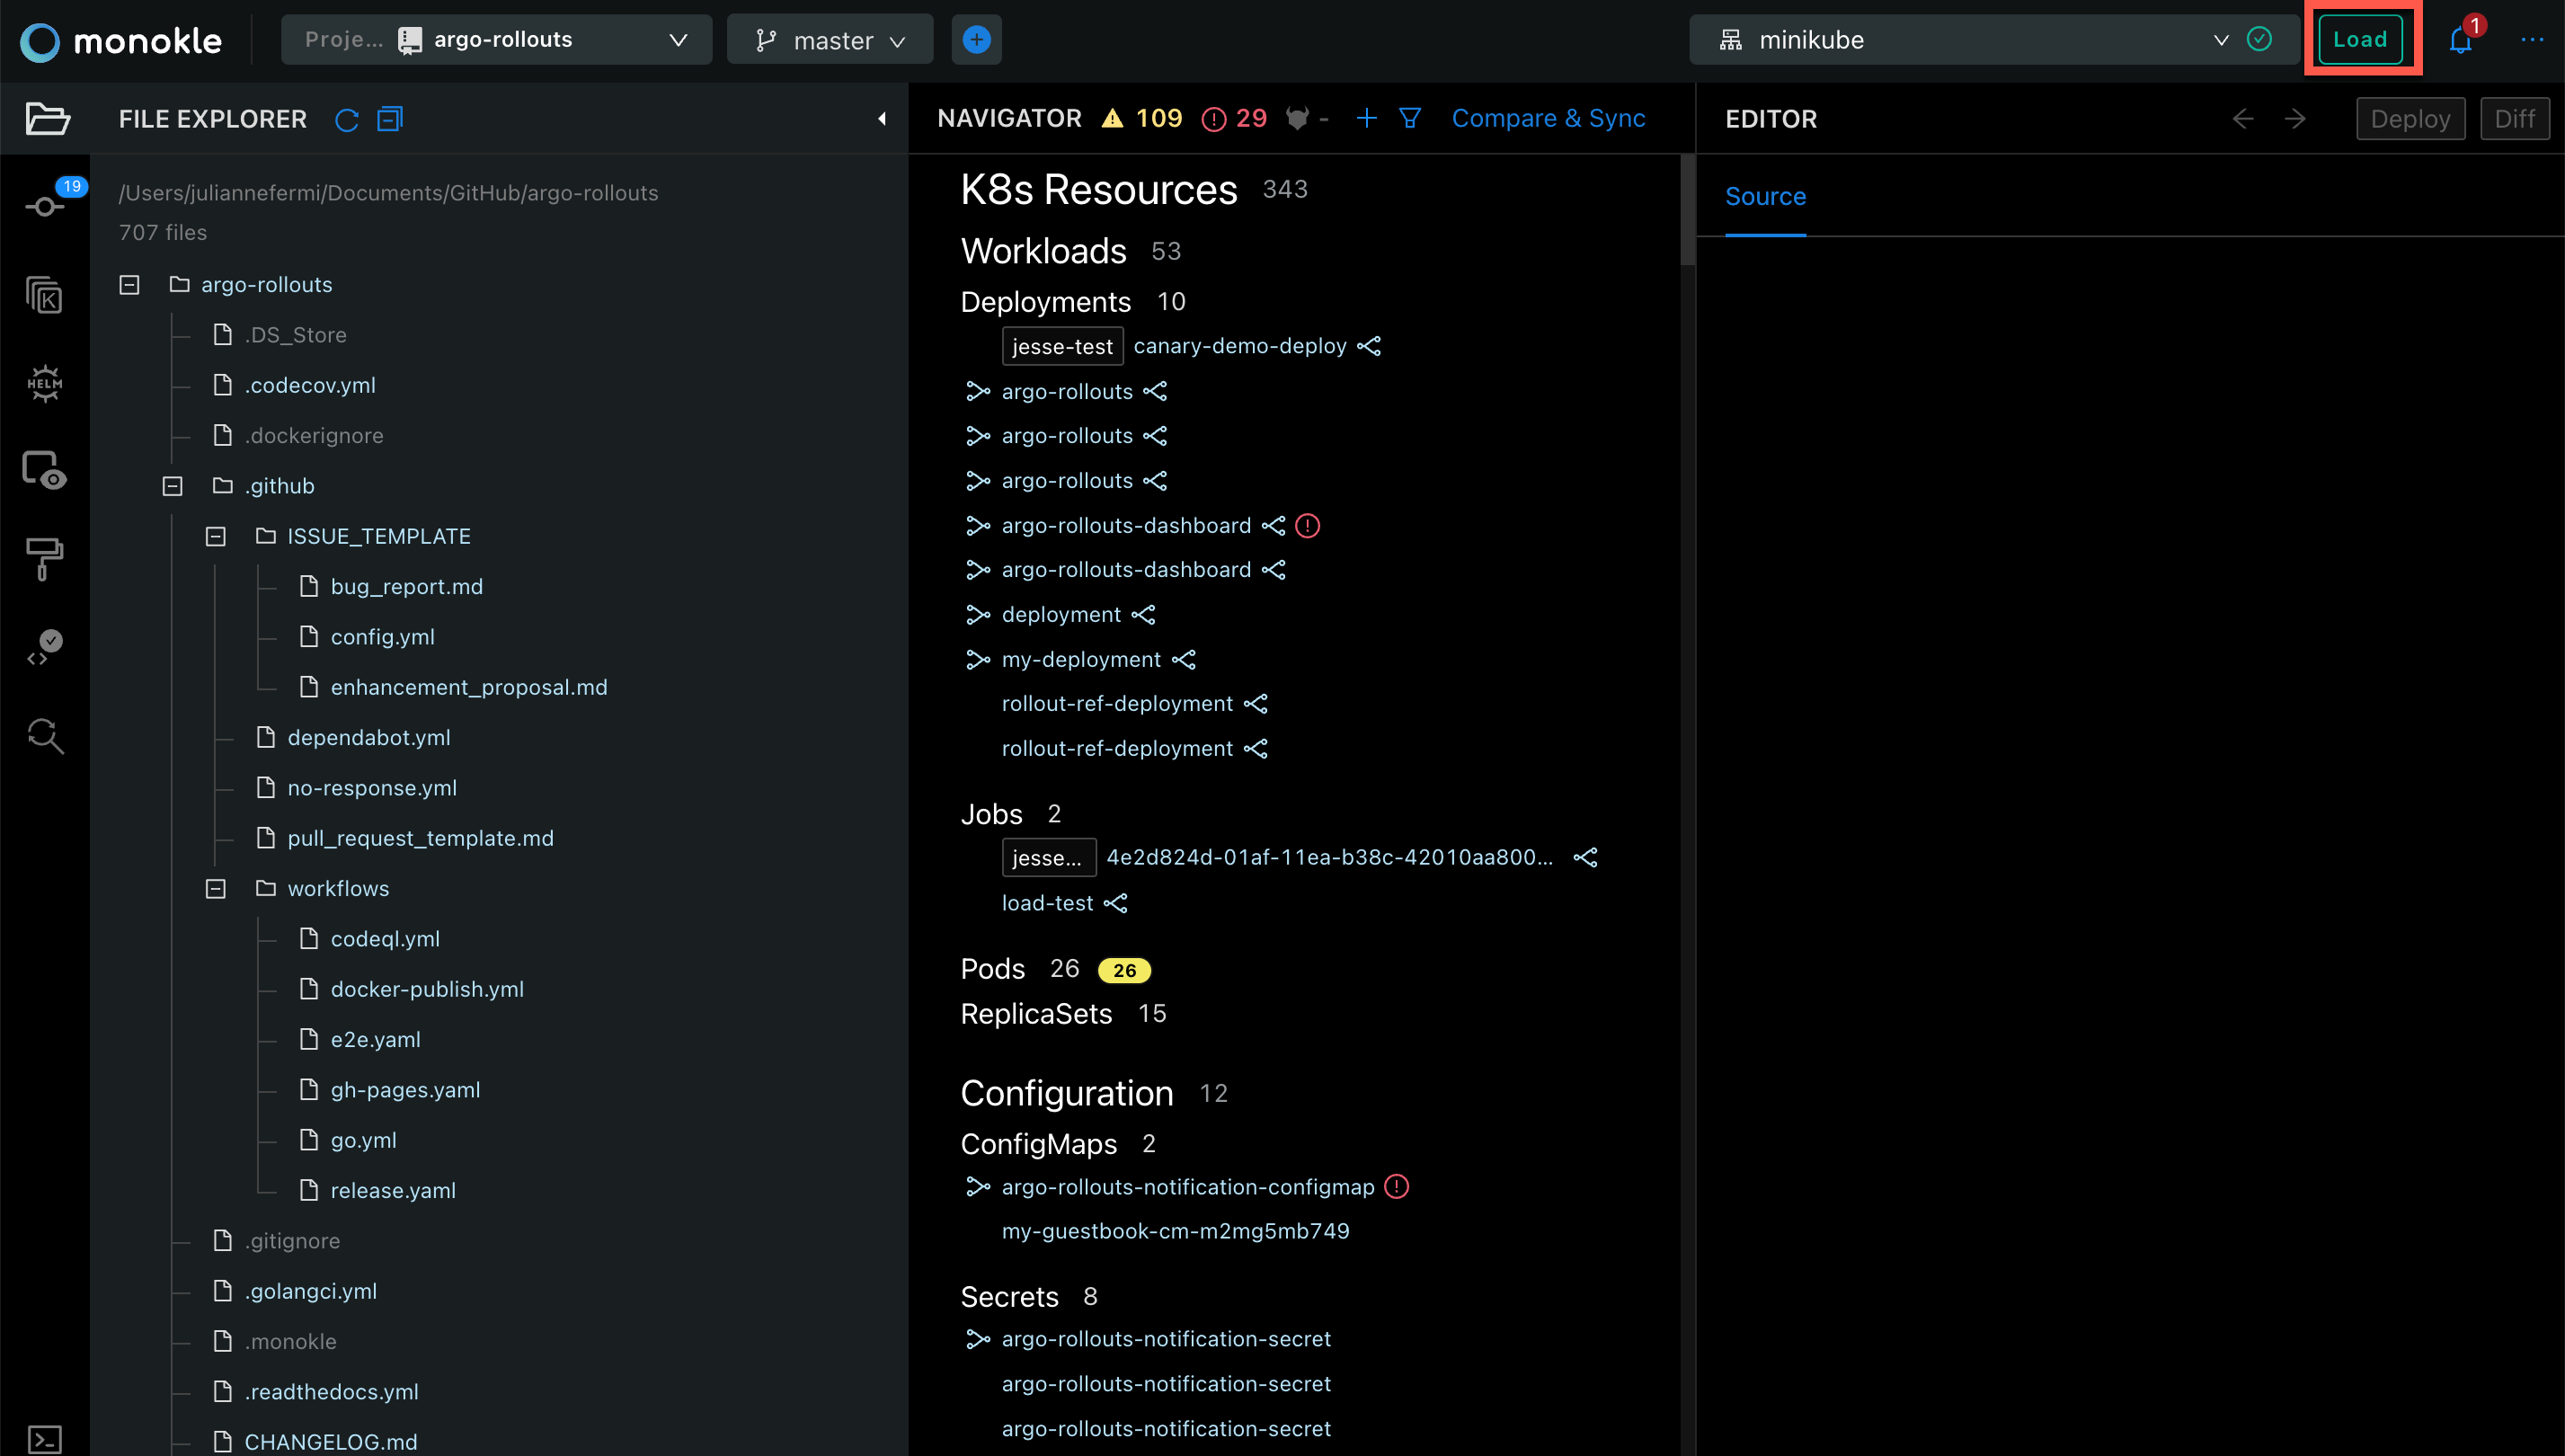 monokle
Proje... argo-rollouts
master
minikube
Load
1
FILE EXPLORER
19
/Users/juliannefermi/Documents/GitHub/argo-rollouts
707 files
argo-rollouts
.DS_Store
.codecov.yml
.dockerignore
.github
ISSUE_TEMPLATE
bug_report.md
config.yml
enhancement_proposal.md
dependabot.yml
no-response.yml
pull_request_template.md
workflows
codeql.yml
docker-publish.yml
e2e.yaml
gh-pages.yaml
go.yml
release.yaml
.gitignore
.golangci.yml
.monokle
.readthedocs.yml
CHANGELOG.md
K
HELM
NAVIGATOR 109 29 - Compare & Sync
K8s Resources 343
Workloads 53
Deployments 10
jesse-test canary-demo-deploy
argo-rollouts
argo-rollouts
argo-rollouts
argo-rollouts-dashboard
argo-rollouts-dashboard
deployment
my-deployment
rollout-ref-deployment
rollout-ref-deployment
Jobs 2
jesse... 4e2d824d-01af-11ea-b38c-42010aa800...
load-test
Pods 26 26
ReplicaSets 15
Configuration 12
ConfigMaps 2
argo-rollouts-notification-configmap
my-guestbook-cm-m2mg5mb749
Secrets 8
argo-rollouts-notification-secret
argo-rollouts-notification-secret
argo-rollouts-notification-secret
EDITOR
Deploy
Diff
Source